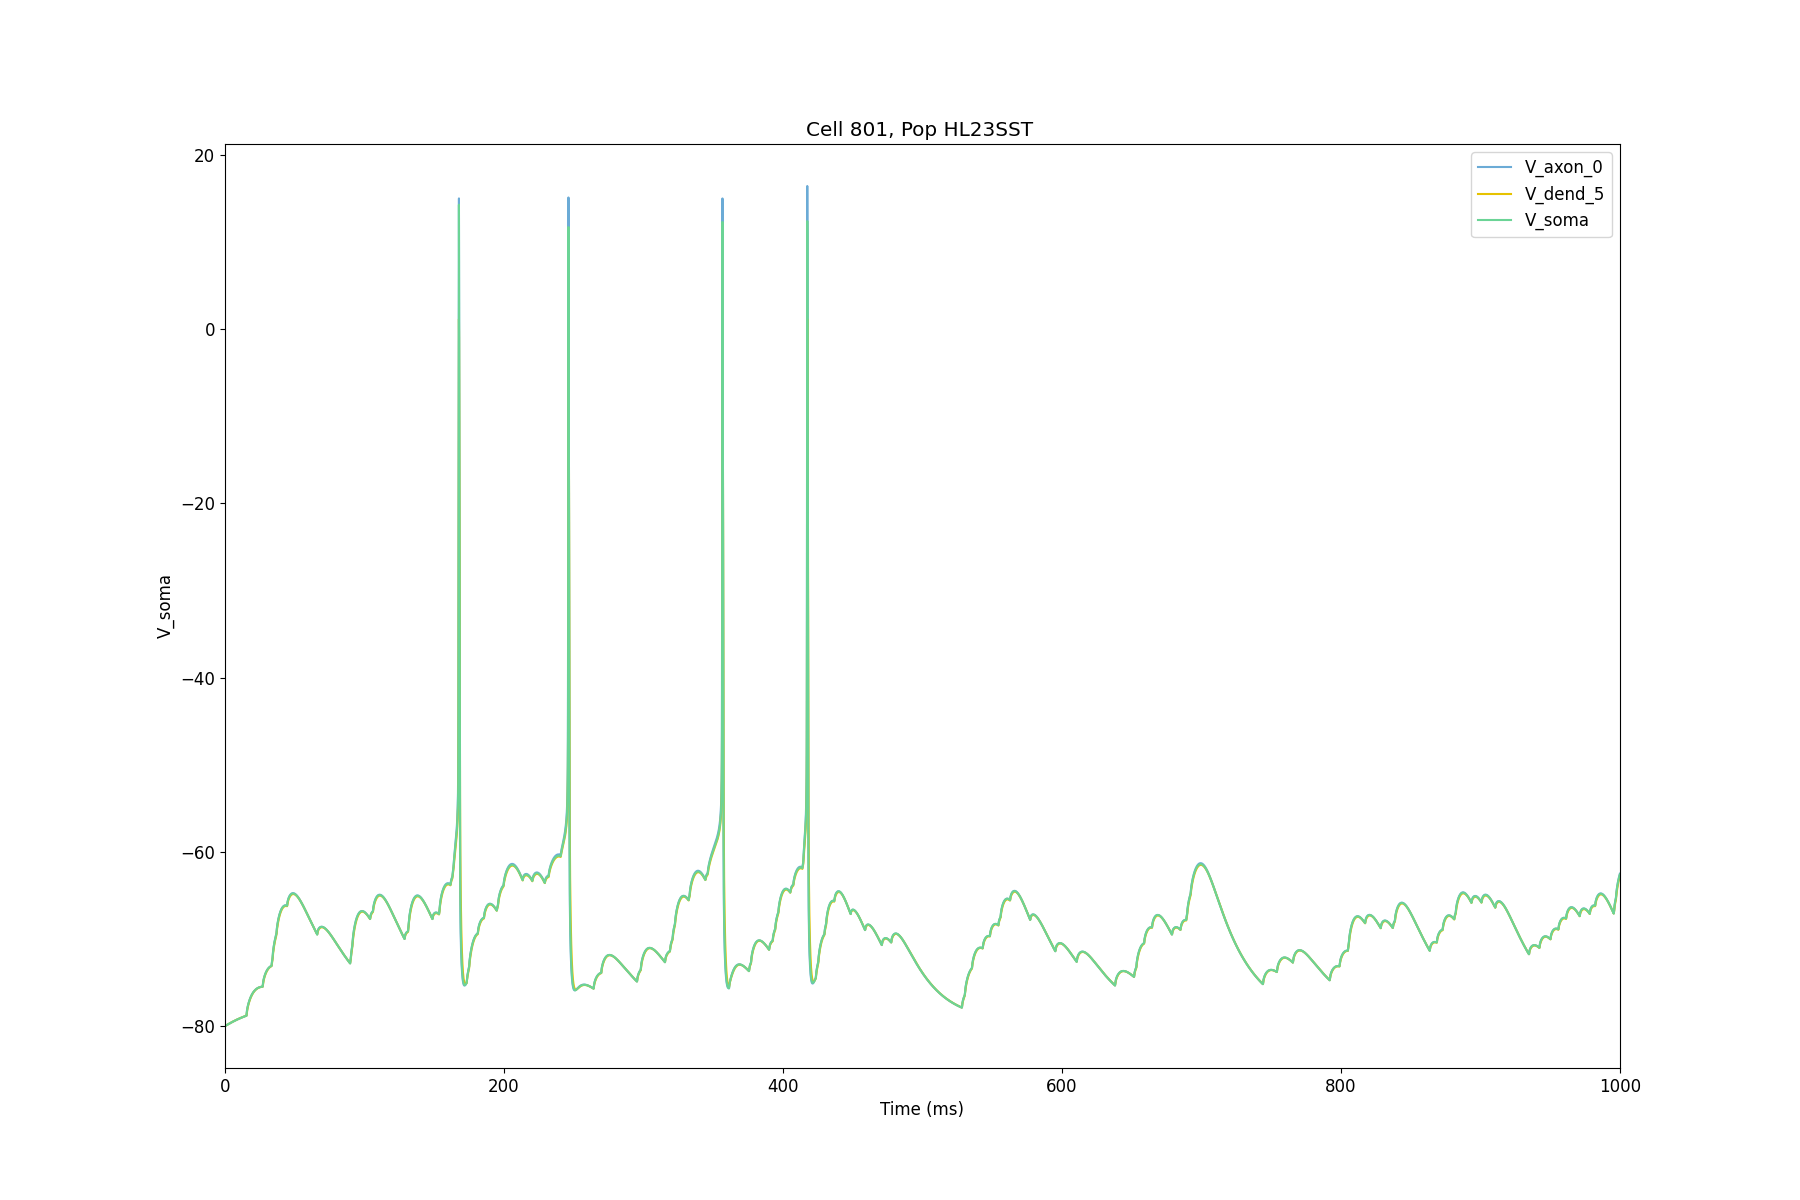 Cell 801, Pop HL23SST
V_axon_0
V_dend_5
V_soma
20
0
−20
−40
−60
−80
V_soma
0 200 400 600 800 1000
Time (ms)